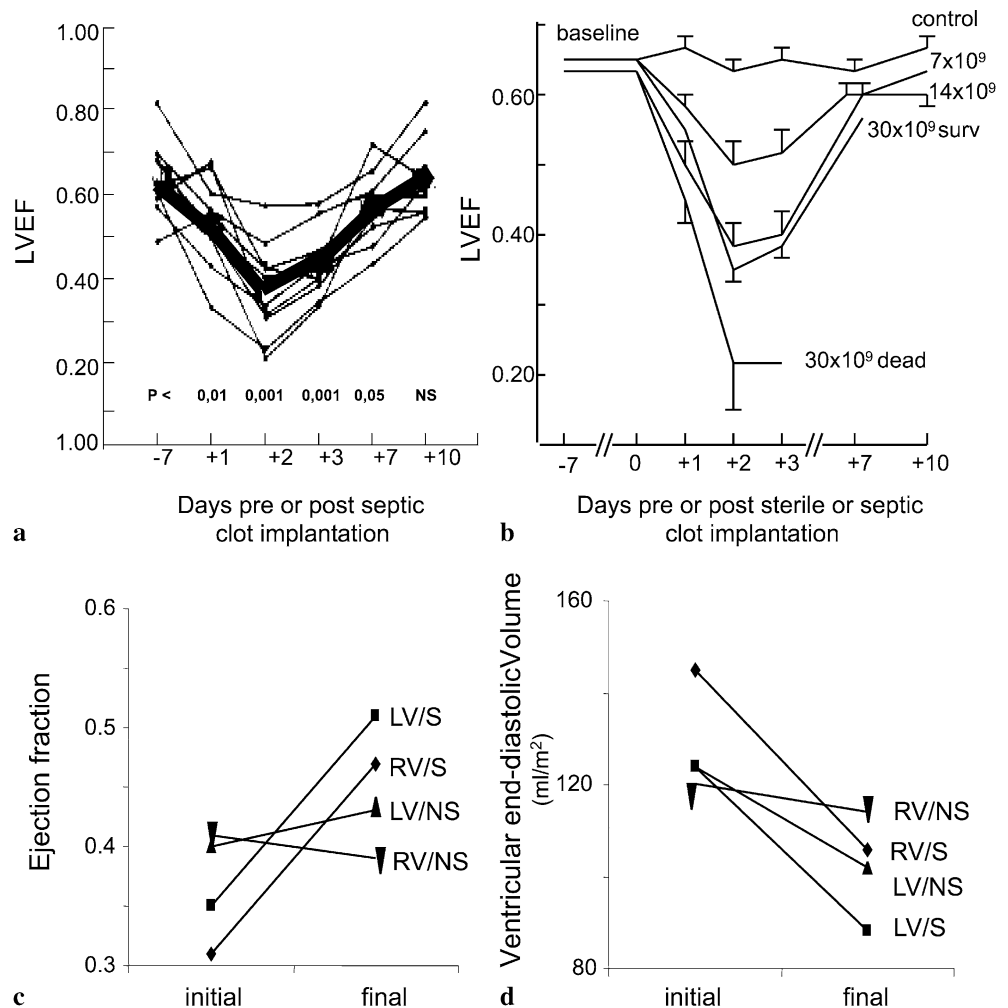 1.00
0.80
0.60
0.40
0.20
1.00
LVEF
P < 0,01 0,001 0,001 0,05 NS
-7 +1 +2 +3 +7 +10
Days pre or post septic
clot implantation
a
baseline
control
7x10⁹
14x10⁹
30x10⁹ surv
30x10⁹ dead
0.60
0.40
0.20
LVEF
-7 0 +1 +2 +3 +7 +10
Days pre or post sterile or septic
clot implantation
b
0.6
0.5
0.4
0.3
Ejection fraction
LV/S
RV/S
LV/NS
RV/NS
initial final
c
160
120
80
Ventricular end-diastolicVolume
(ml/m²)
RV/NS
RV/S
LV/NS
LV/S
initial final
d